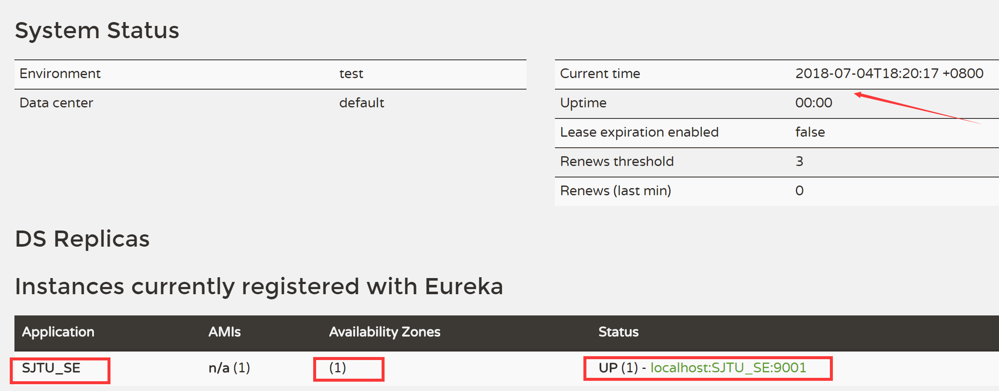 System Status
Environment test
Data center default
Current time 2018-07-04T18:20:17 +0800
Uptime 00:00
Lease expiration enabled false
Renews threshold 3
Renews (last min) 0
DS Replicas
Instances currently registered with Eureka
Application AMIs Availability Zones Status
SJTU_SE n/a (1) (1) UP (1) - localhost:SJTU_SE:9001